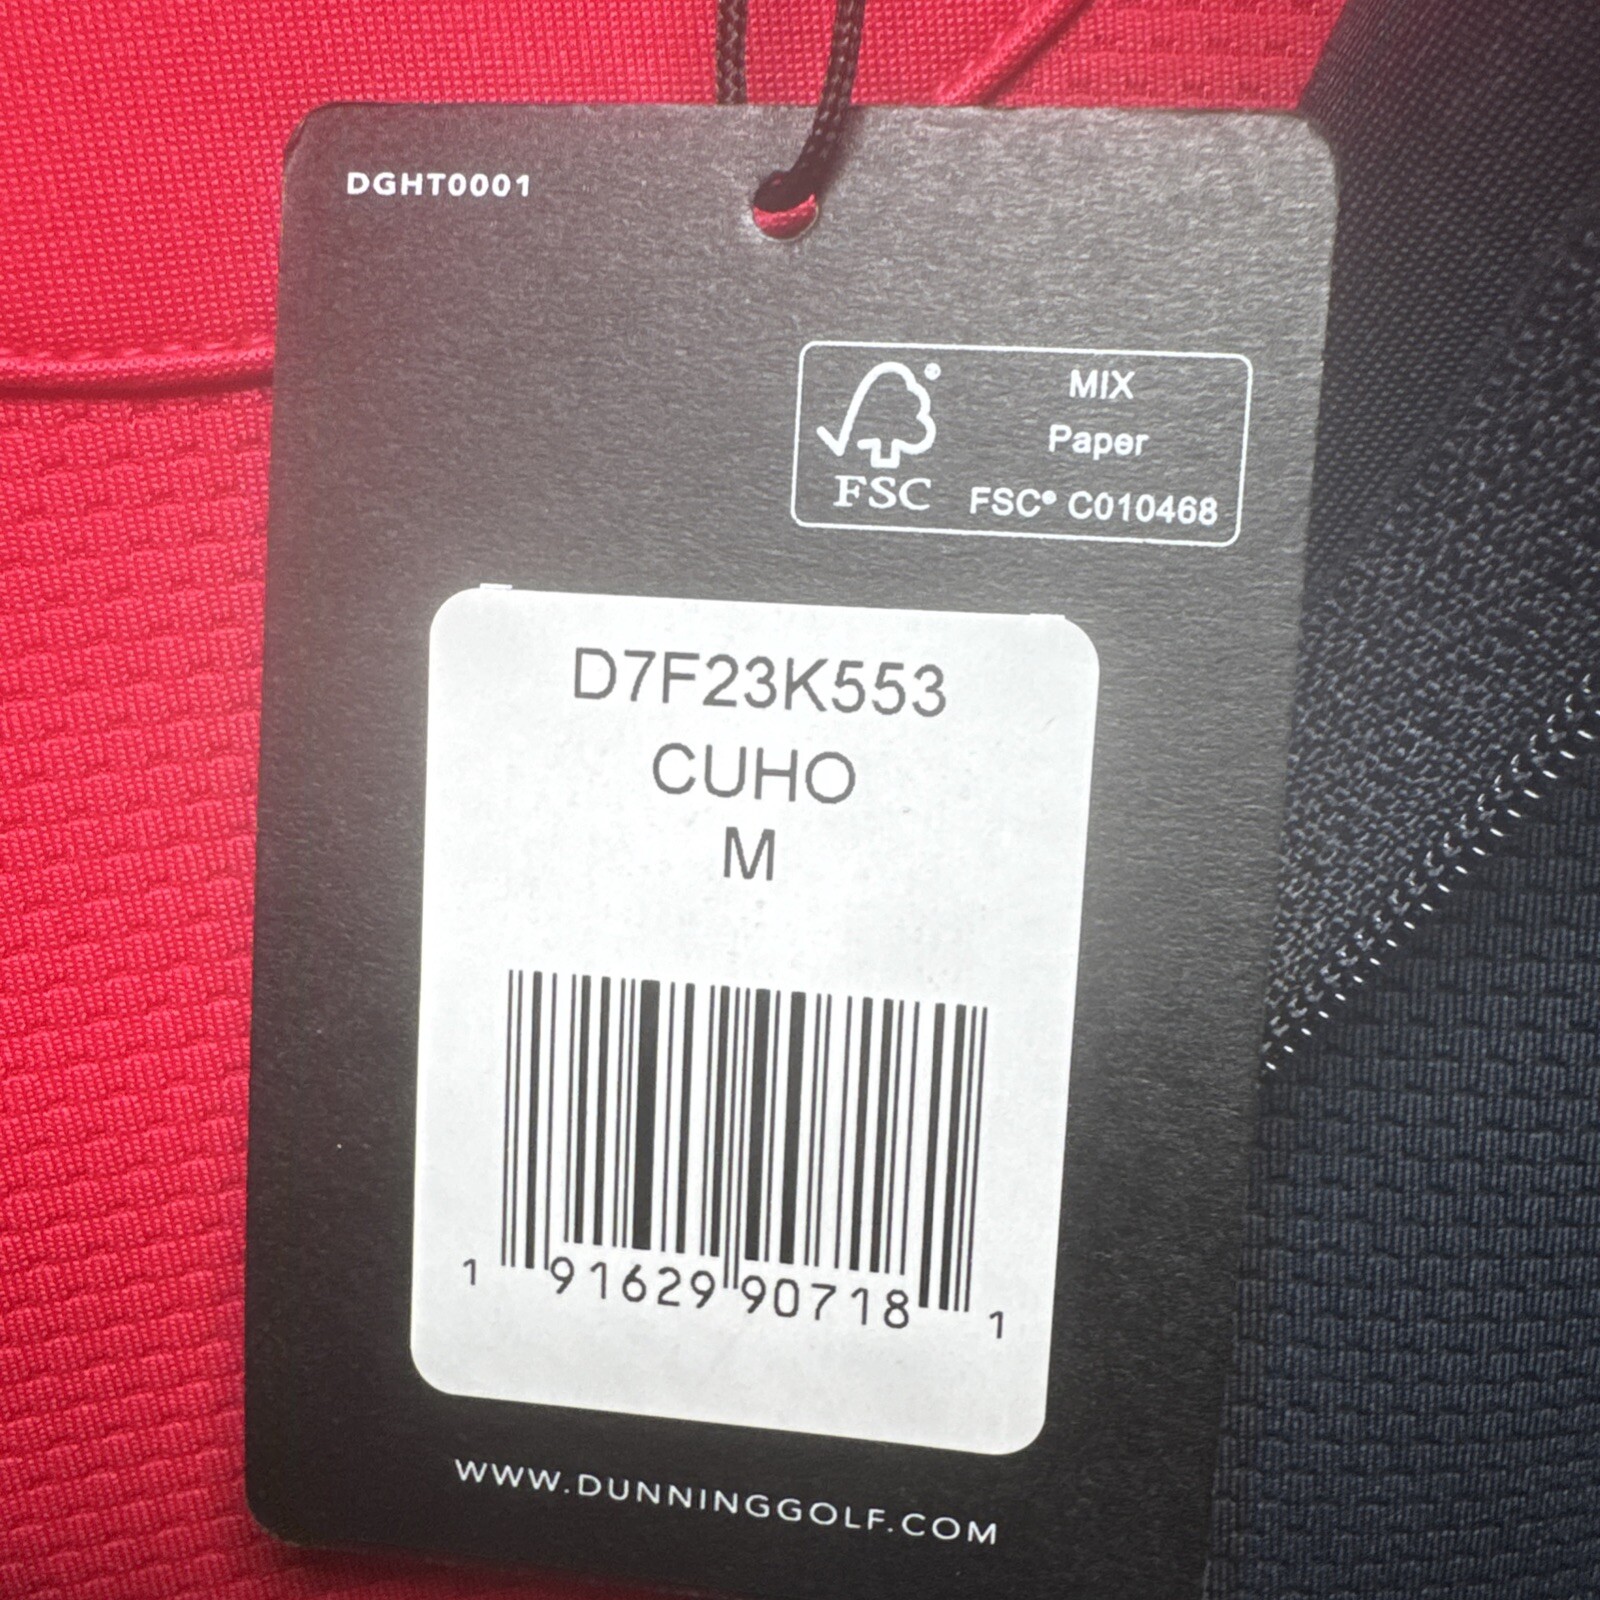 DGHT0001
MIX
Paper
FSC
FSC® C010468
D7F23K553
CUHO
M
1 91629 90718 1
WWW.DUNNINGGOLF.COM